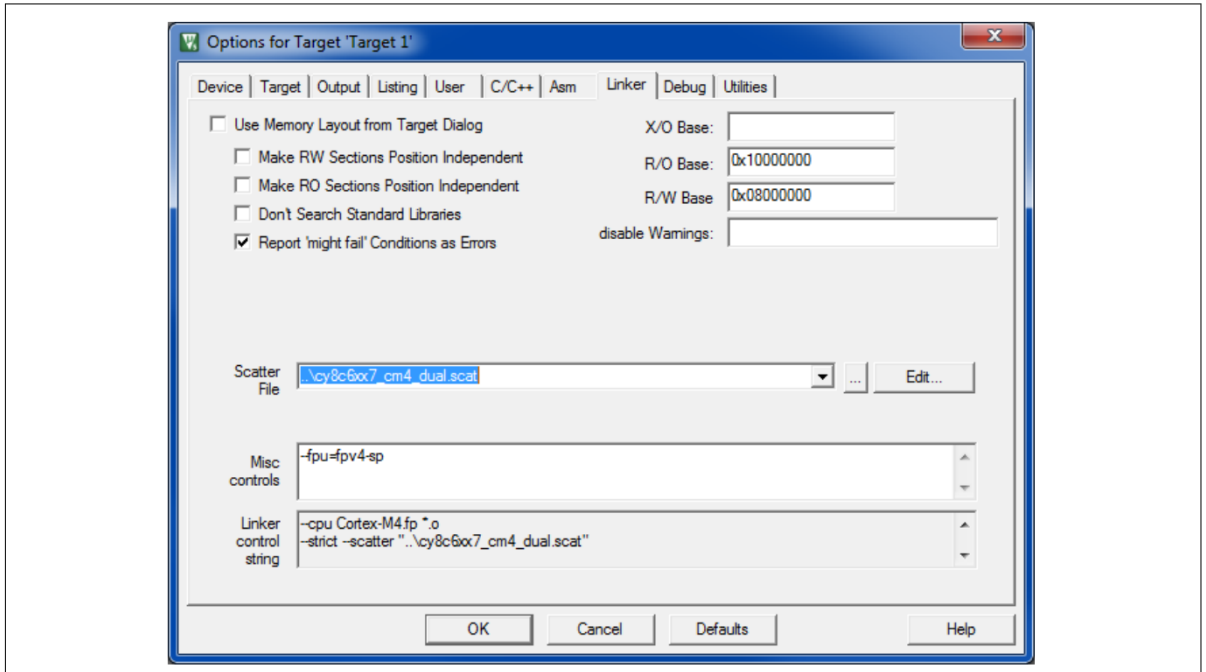 Options for Target 'Target 1'
Device Target Output Listing User C/C++ Asm Linker Debug Utilities
Use Memory Layout from Target Dialog
Make RW Sections Position Independent
Make RO Sections Position Independent
Don't Search Standard Libraries
Report 'might fail' Conditions as Errors
X/O Base:
R/O Base: 0x10000000
R/W Base 0x08000000
disable Warnings:
Scatter
File
..\cy8c6xx7_cm4_dual.scat
... Edit...
Misc
controls
--fpu=fpv4-sp
Linker
control
string
--cpu Cortex-M4.fp *.o
--strict --scatter "..\cy8c6xx7_cm4_dual.scat"
OK Cancel Defaults Help